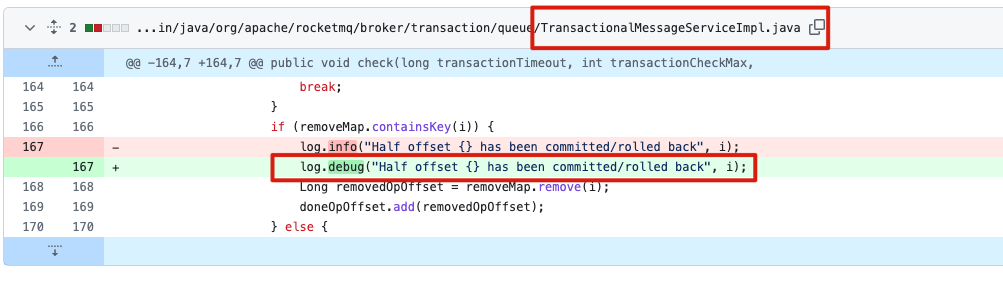 2 ...in/java/org/apache/rocketmq/broker/transaction/queue/TransactionalMessageServiceImpl.java
@@ -164,7 +164,7 @@ public void check(long transactionTimeout, int transactionCheckMax,
164 164 break;
165 165 }
166 166 if (removeMap.containsKey(i)) {
167 - log.info("Half offset {} has been committed/rolled back", i);
167 + log.debug("Half offset {} has been committed/rolled back", i);
168 168 Long removedOpOffset = removeMap.remove(i);
169 169 doneOpOffset.add(removedOpOffset);
170 170 } else {